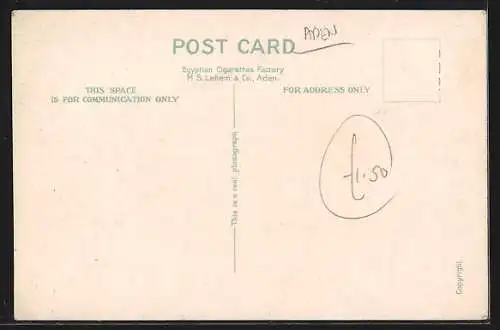 ADEN
POST CARD
Egyptian Cigarettes Factory
M. S. Lehem & Co., Aden.
THIS SPACE
IS FOR COMMUNICATION ONLY
FOR ADDRESS ONLY
This is a real photograph
£1.50
Copyright.